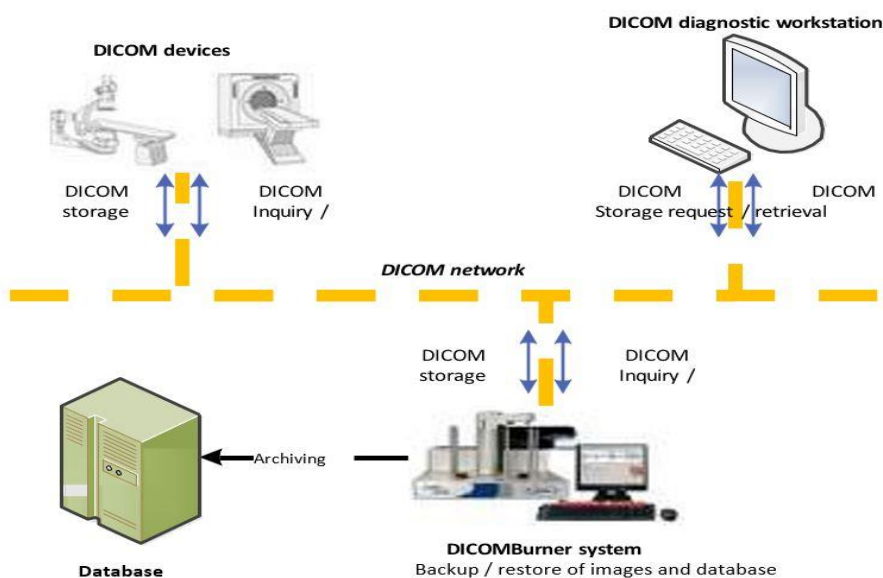 DICOM diagnostic workstation
DICOM devices
DICOM
storage
DICOM
Inquiry /
DICOM
DICOM
Storage request / retrieval
DICOM network
DICOM
storage
DICOM
Inquiry /
Archiving
DICOMBurner system
Backup / restore of images and database
Database